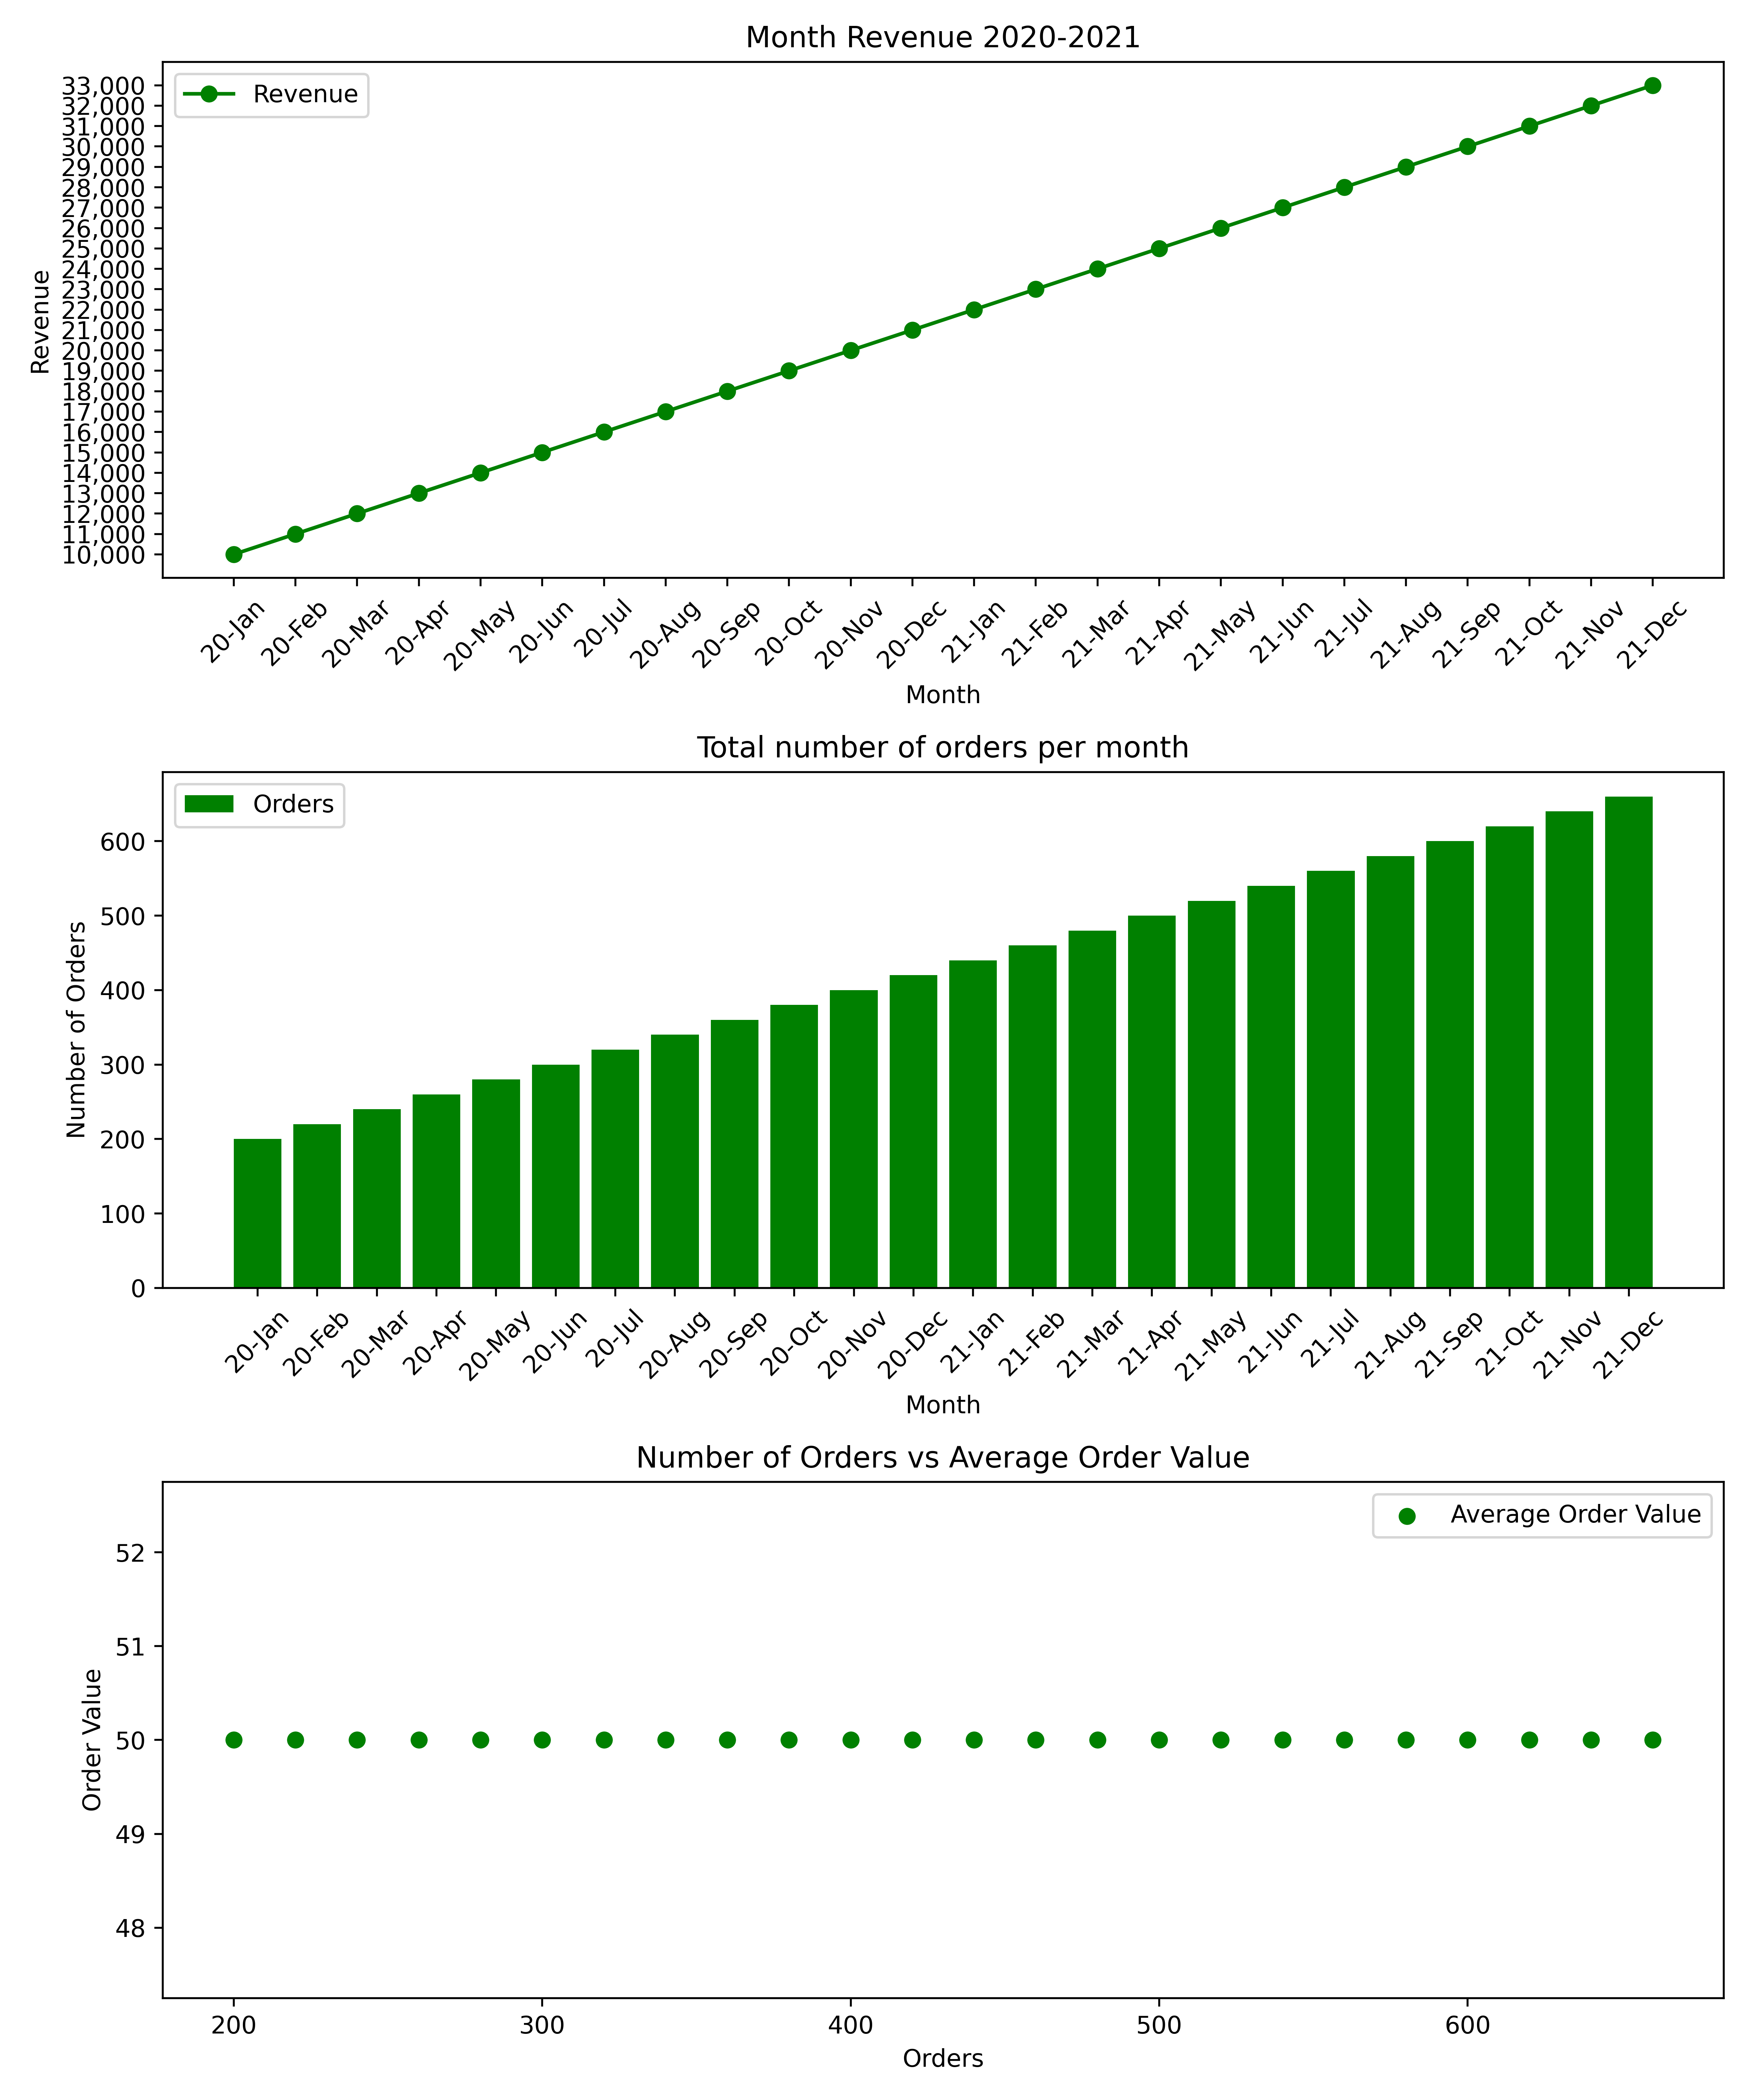 Month Revenue 2020-2021
Revenue
33,000
32,000
31,000
30,000
29,000
28,000
27,000
26,000
25,000
24,000
23,000
22,000
21,000
20,000
19,000
18,000
17,000
16,000
15,000
14,000
13,000
12,000
11,000
10,000
Revenue
20-Jan 20-Feb 20-Mar 20-Apr 20-May 20-Jun 20-Jul 20-Aug 20-Sep 20-Oct 20-Nov 20-Dec 21-Jan 21-Feb 21-Mar 21-Apr 21-May 21-Jun 21-Jul 21-Aug 21-Sep 21-Oct 21-Nov 21-Dec
Month
Total number of orders per month
Orders
600
500
400
300
200
100
0
Number of Orders
20-Jan 20-Feb 20-Mar 20-Apr 20-May 20-Jun 20-Jul 20-Aug 20-Sep 20-Oct 20-Nov 20-Dec 21-Jan 21-Feb 21-Mar 21-Apr 21-May 21-Jun 21-Jul 21-Aug 21-Sep 21-Oct 21-Nov 21-Dec
Month
Number of Orders vs Average Order Value
Average Order Value
52
51
50
49
48
Order Value
200 300 400 500 600
Orders